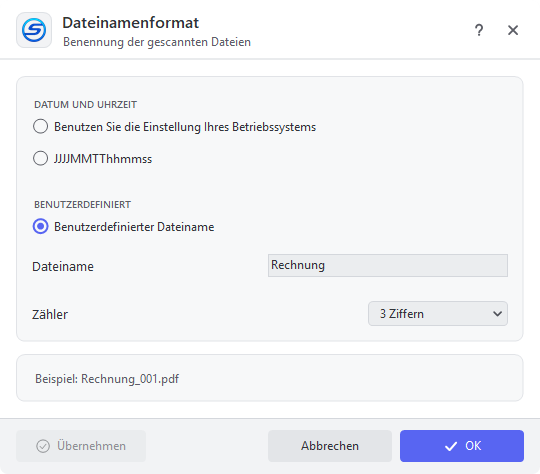 Dateinamenformat
Benennung der gescannten Dateien
DATUM UND UHRZEIT
Benutzen Sie die Einstellung Ihres Betriebssystems
JJJJMMTThhmmss
BENUTZERDEFINIERT
Benutzerdefinierter Dateiname
Dateiname Rechnung
Zähler 3 Ziffern
Beispiel: Rechnung_001.pdf
Übernehmen Abbrechen OK